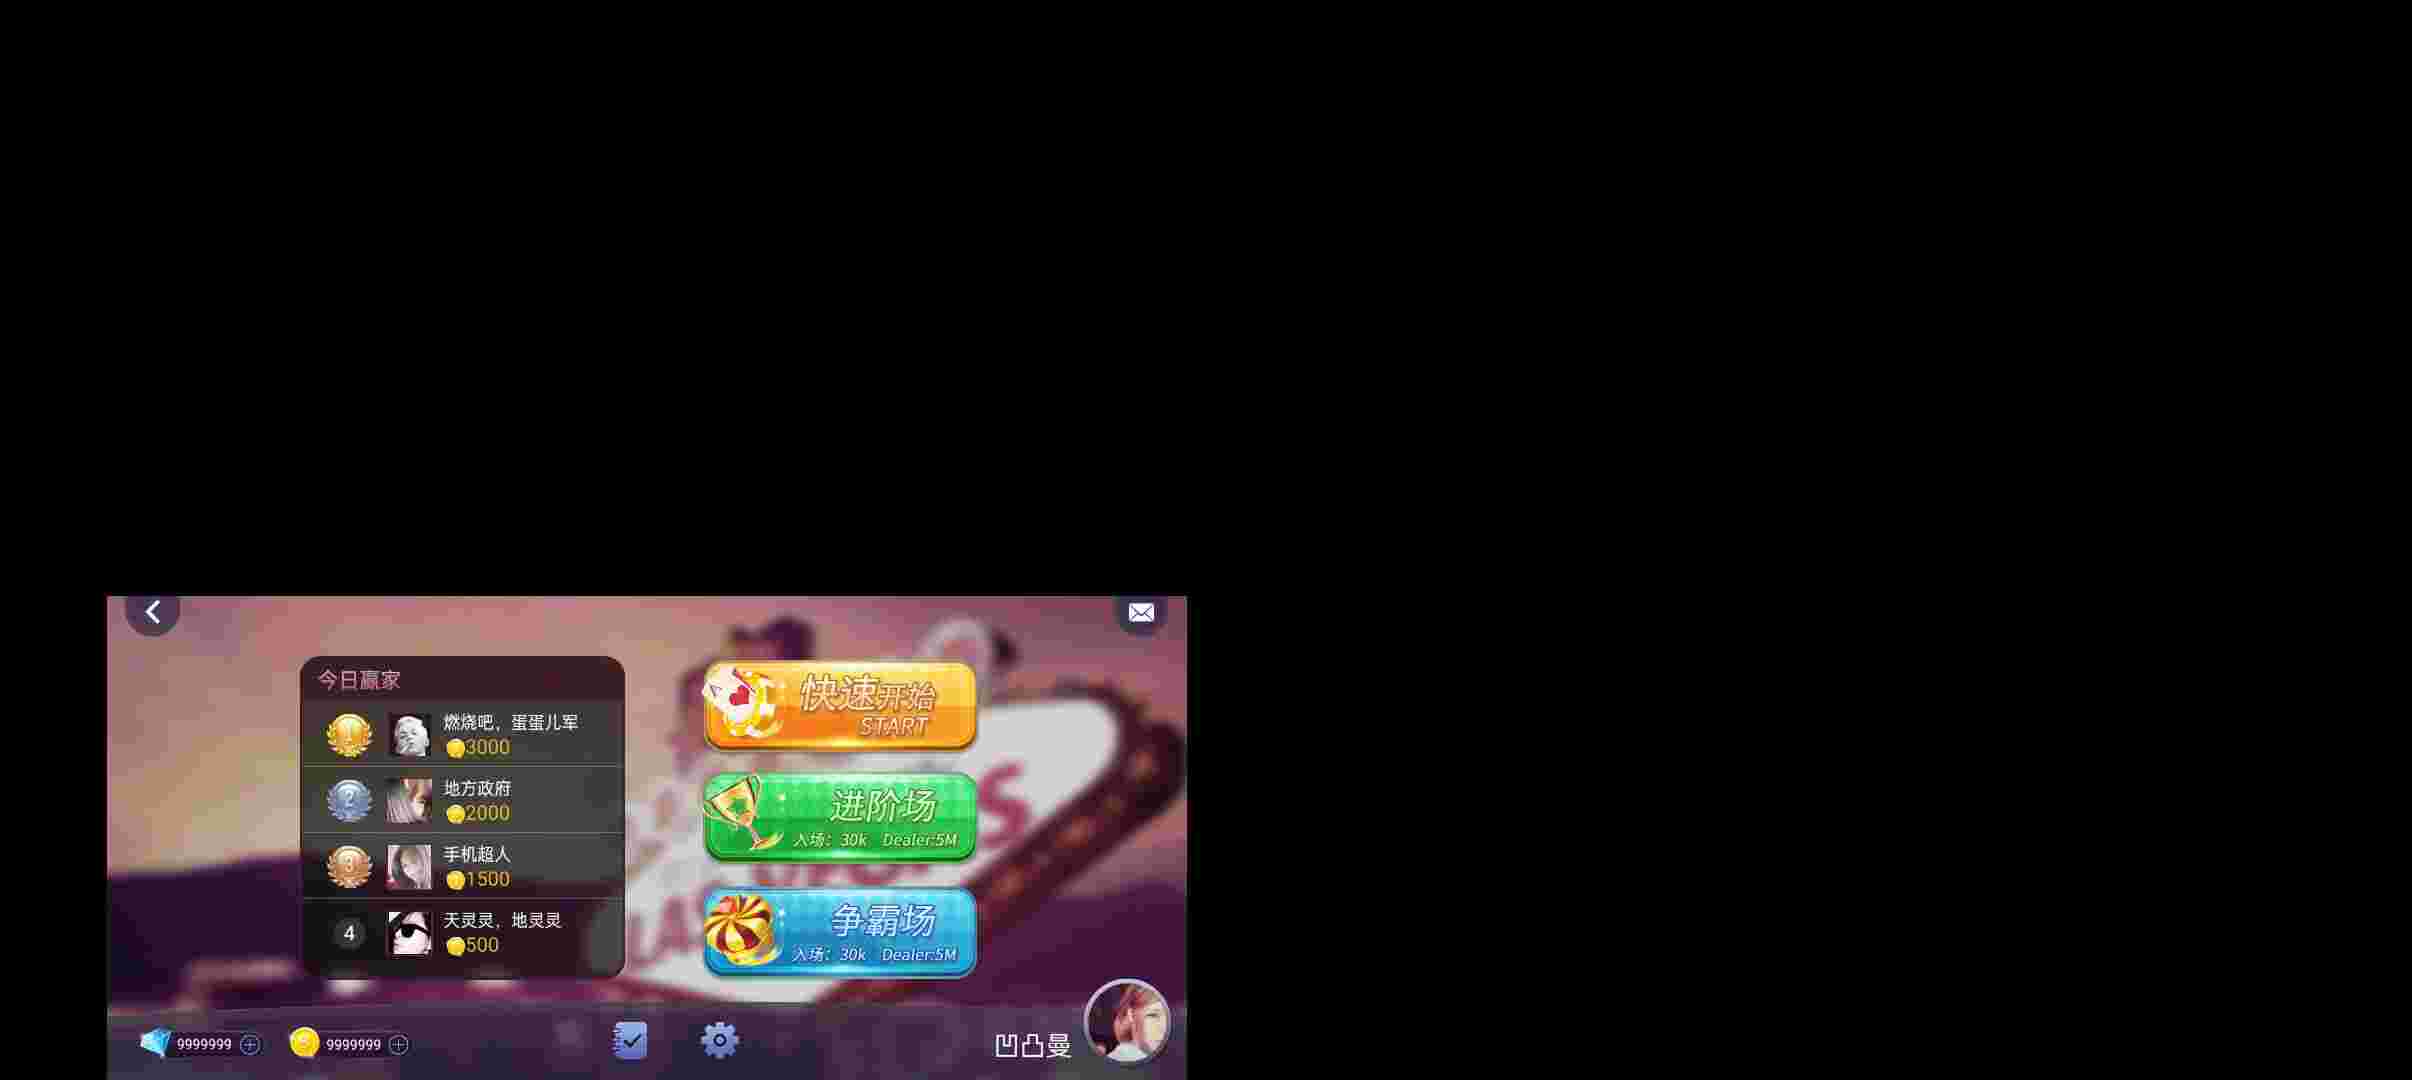 今日赢家
1
燃烧吧，蛋蛋儿军
3000
2
地方政府
2000
3
手机超人
1500
4
天灵灵，地灵灵
500
快速开始
START
进阶场
入场：30k Dealer:5M
争霸场
入场：30k Dealer:5M
9999999
9999999
凹凸曼